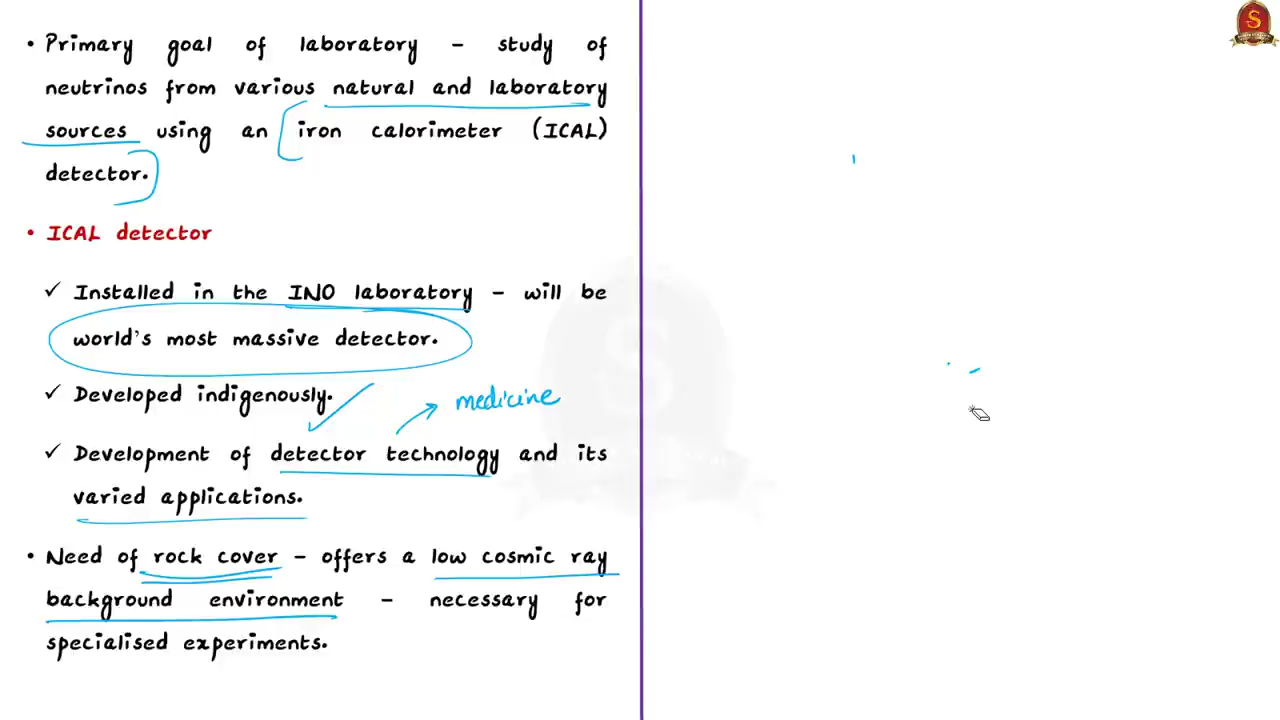 • Primary goal of laboratory – study of
neutrinos from various natural and laboratory
sources using an iron calorimeter (ICAL)
detector.
• ICAL detector
✓ Installed in the INO laboratory – will be
world's most massive detector.
✓ Developed indigenously.
medicine
✓ Development of detector technology and its
varied applications.
• Need of rock cover – offers a low cosmic ray
background environment – necessary for
specialised experiments.
S